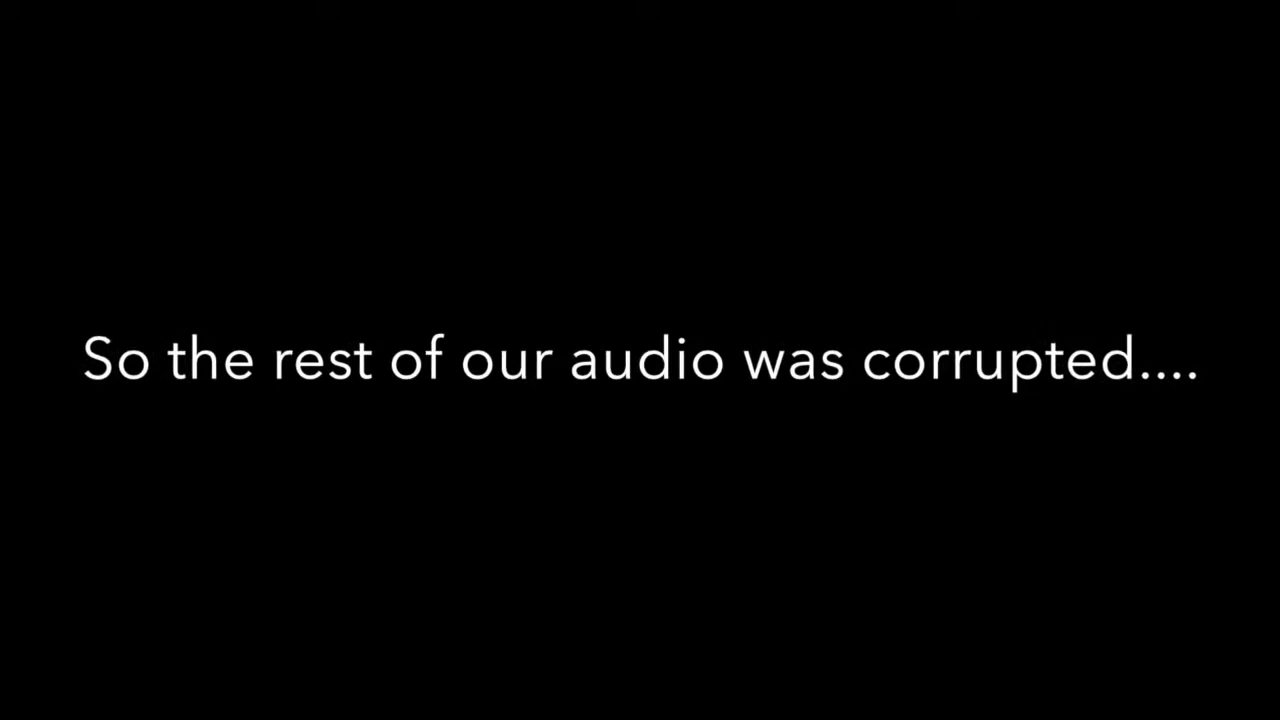 So the rest of our audio was corrupted....